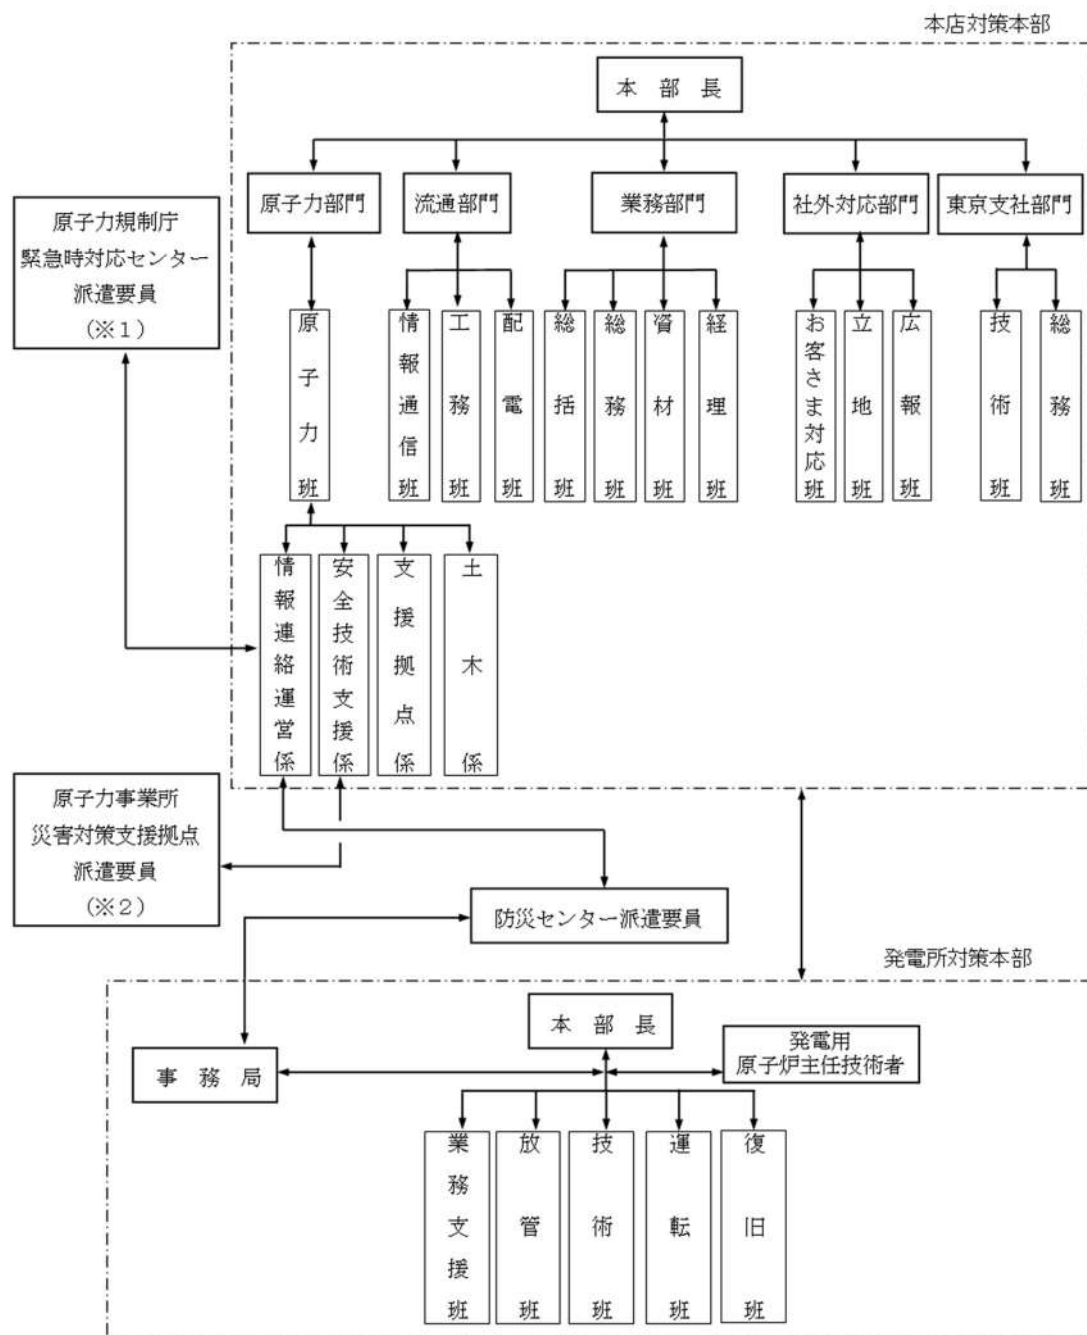 本店対策本部
本部長
原子力部門
流通部門
業務部門
社外対応部門
東京支社部門
原子力規制庁
緊急時対応センター
派遣要員
(※1)
原子力班
情報通信班
工務班
配電班
総括班
総務班
資材班
経理班
お客さま対応班
立地班
広報班
技術班
総務班
情報連絡運営係
安全技術支援係
支援拠点係
土木係
原子力事業所
災害対策支援拠点
派遣要員
(※2)
防災センター派遣要員
発電所対策本部
本部長
発電用
原子炉主任技術者
事務局
業務支援班
放管班
技術班
運転班
復旧班